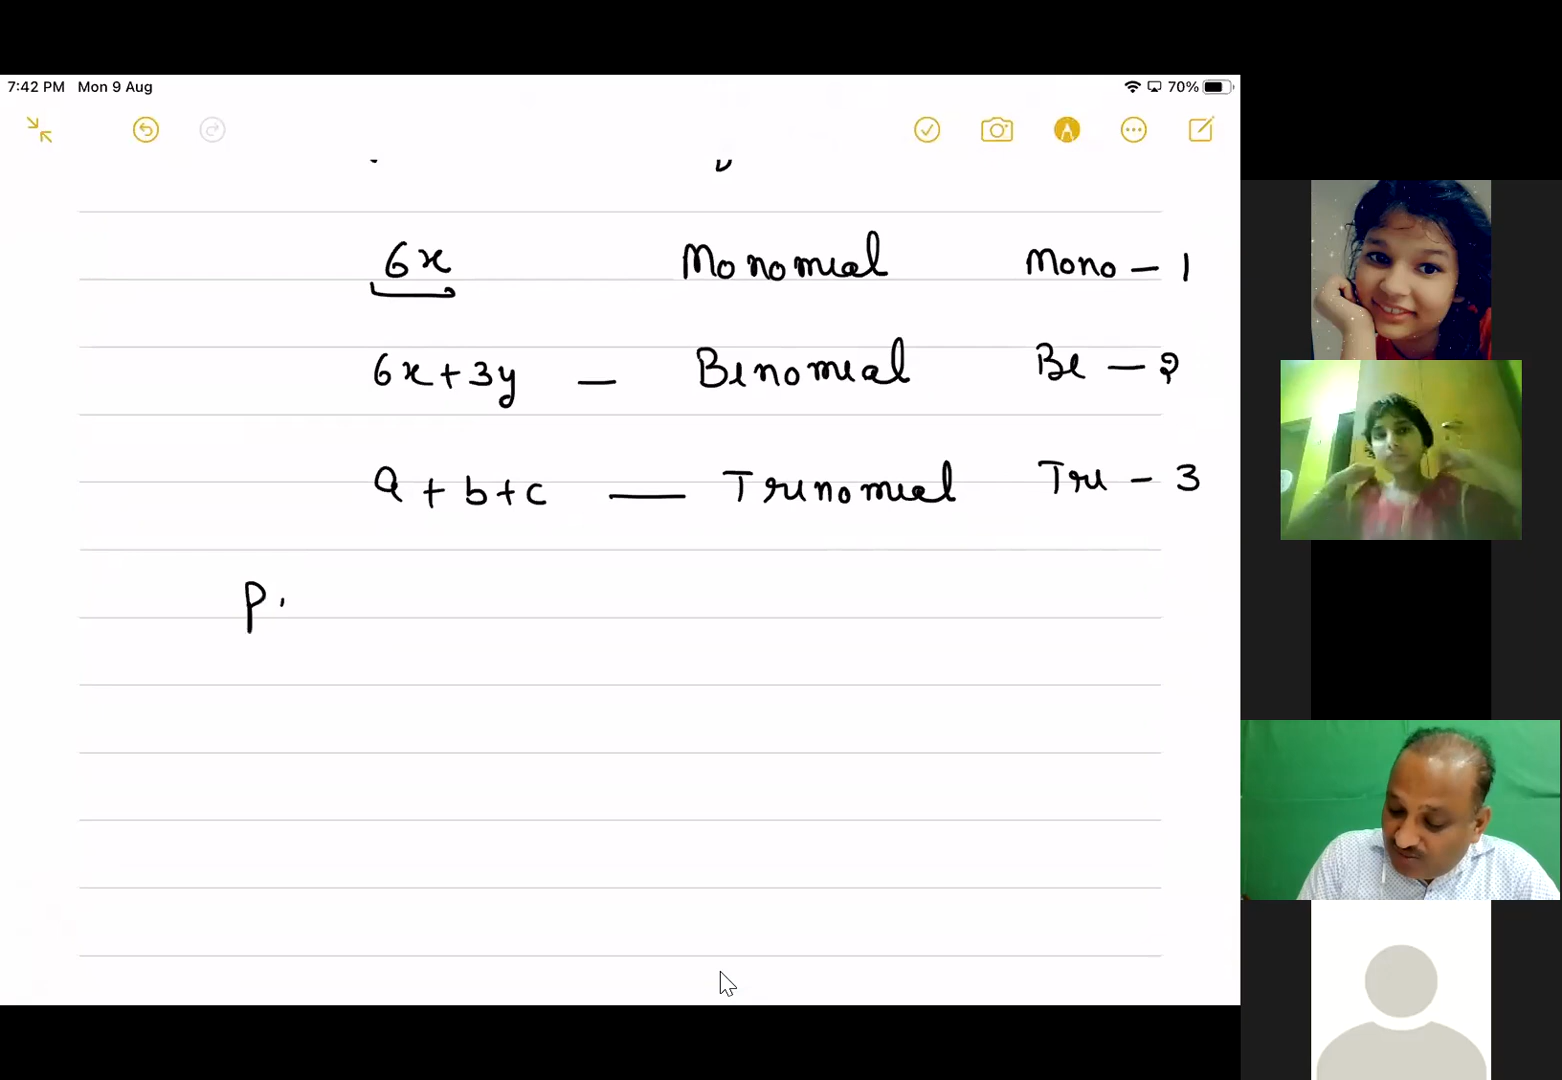 7:42 PM Mon 9 Aug 70%
6x Monomial Mono - 1
6x+3y - Binomial Bi - 2
a+b+c - Trinomial Tri - 3
P